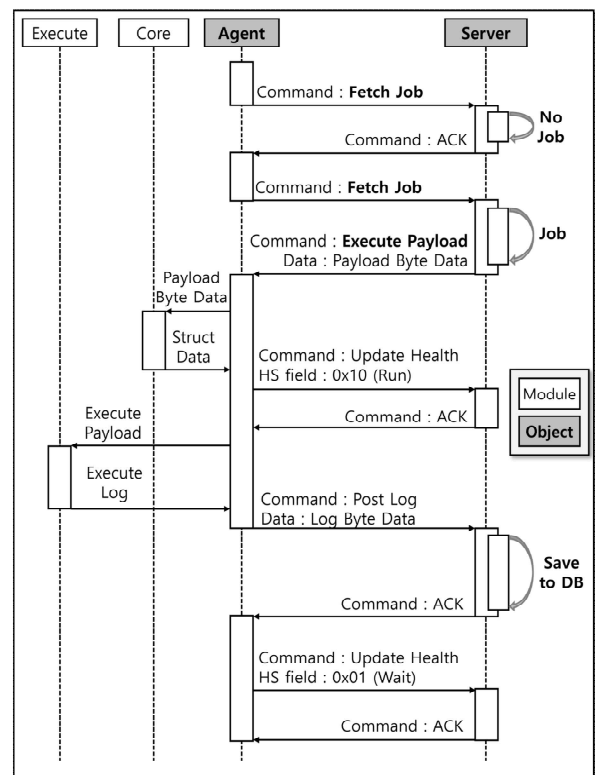 Execute
Core
Agent
Server
Command : Fetch Job
No
Job
Command : ACK
Command : Fetch Job
Job
Command : Execute Payload
Data : Payload Byte Data
Payload
Byte Data
Struct
Data
Command : Update Health
HS field : 0x10 (Run)
Module
Object
Command : ACK
Execute
Payload
Execute
Log
Command : Post Log
Data : Log Byte Data
Save
to DB
Command : ACK
Command : Update Health
HS field : 0x01 (Wait)
Command : ACK